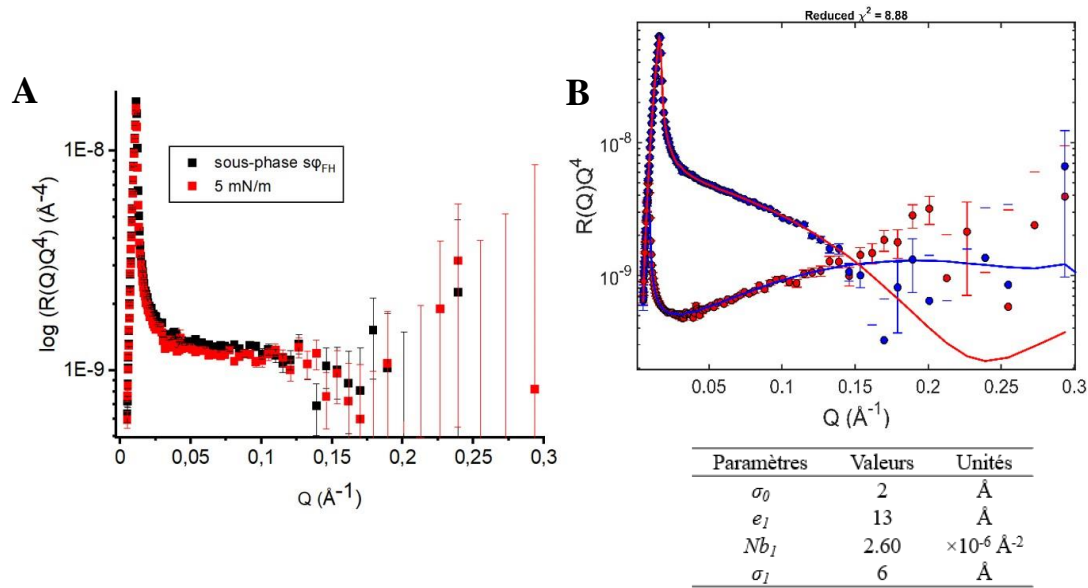 A
log (R(Q)Q⁴) (Å⁻⁴)
1E-8
1E-9
sous-phase sφFH
5 mN/m
0 0,05 0,1 0,15 0,2 0,25 0,3
Q (Å⁻¹)
B
Reduced χ² = 8.88
R(Q)Q⁴
10⁻⁸
10⁻⁹
0.05 0.1 0.15 0.2 0.25 0.3
Q (Å⁻¹)
Paramètres Valeurs Unités
σ₀ 2 Å
e₁ 13 Å
Nb₁ 2.60 ×10⁻⁶ Å⁻²
σ₁ 6 Å